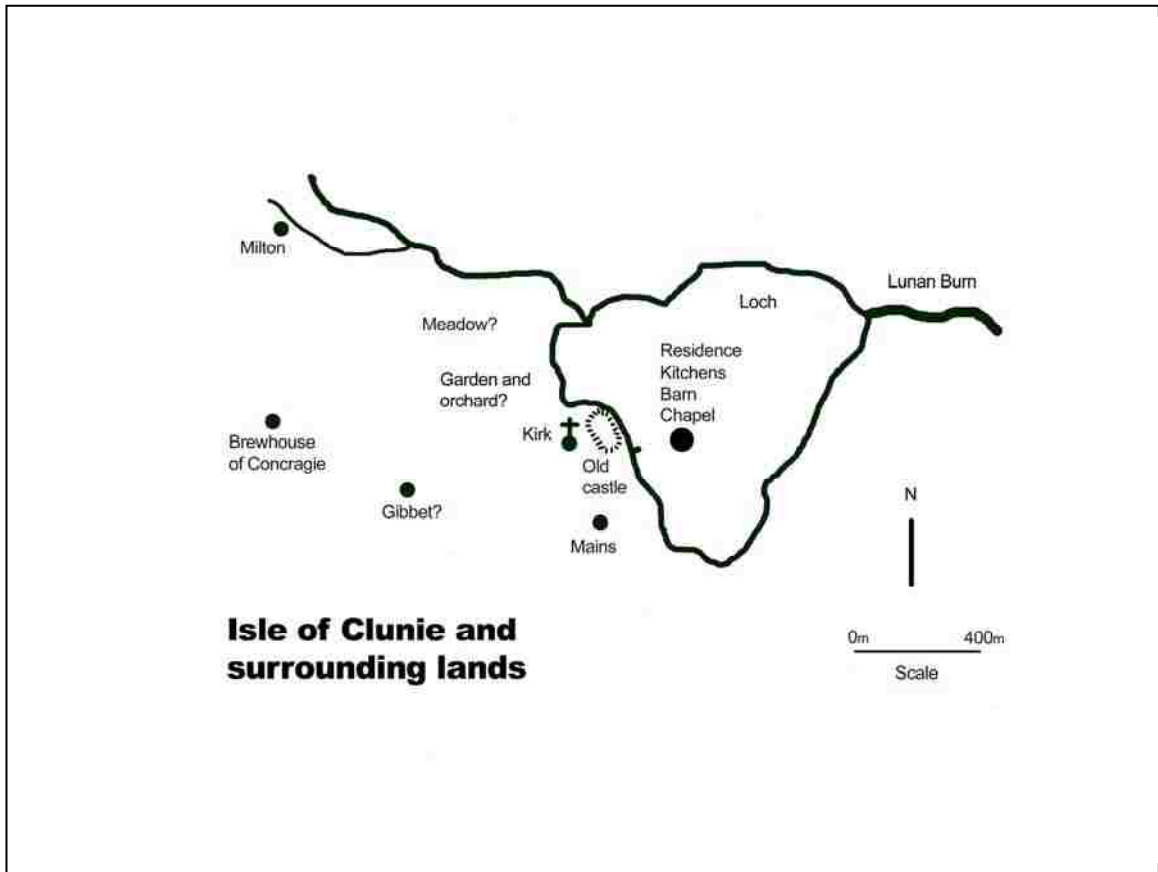 Milton
Lunan Burn
Loch
Meadow?
Residence
Kitchens
Barn
Chapel
Garden and
orchard?
Kirk
Brewhouse
of Concragie
Old
castle
Gibbet?
Mains
N
Isle of Clunie and
surrounding lands
0m 400m
Scale